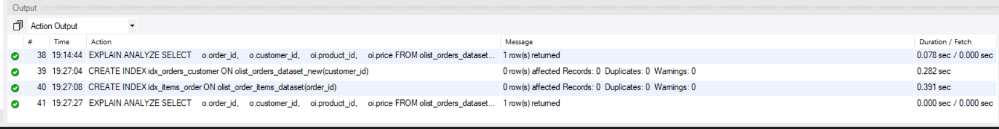 Output
Action Output
# Time Action Message Duration / Fetch
38 19:14:44 EXPLAIN ANALYZE SELECT o.order_id, o.customer_id, oi.product_id, oi.price FROM olist_orders_dataset... 1 row(s) returned 0.078 sec / 0.000 sec
39 19:27:04 CREATE INDEX idx_orders_customer ON olist_orders_dataset_new(customer_id) 0 row(s) affected Records: 0 Duplicates: 0 Warnings: 0 0.282 sec
40 19:27:08 CREATE INDEX idx_items_order ON olist_order_items_dataset(order_id) 0 row(s) affected Records: 0 Duplicates: 0 Warnings: 0 0.391 sec
41 19:27:27 EXPLAIN ANALYZE SELECT o.order_id, o.customer_id, oi.product_id, oi.price FROM olist_orders_dataset... 1 row(s) returned 0.000 sec / 0.000 sec